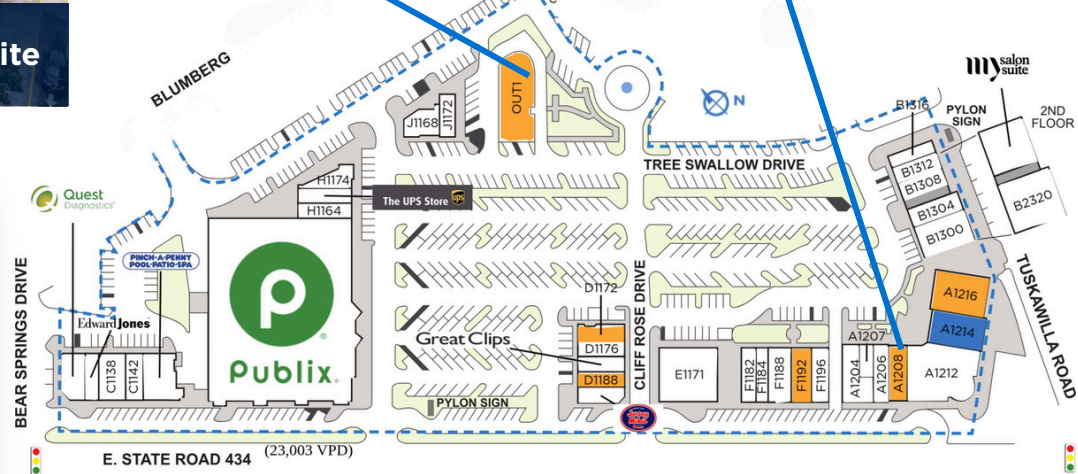 ite
BLUMBERG
OUT1
J1168
J1172
N
my salon
suite
B1316
PYLON
SIGN
2ND
FLOOR
TREE SWALLOW DRIVE
B1312
B1308
B1304
B1300
B2320
Quest
Diagnostics
H1174
The UPS Store
ups
H1164
PINCH-A-PENNY
POOL·PATIO·SPA
BEAR SPRINGS DRIVE
Edward Jones
C1138
C1142
p
Publix.
D1172
Great Clips
D1176
D1188
PYLON SIGN
CLIFF ROSE DRIVE
E1171
F1182
F1184
F1188
F1192
F1196
A1207
A1204
A1206
A1208
A1212
A1214
A1216
TUSKAWILLA ROAD
E. STATE ROAD 434
(23,003 VPD)